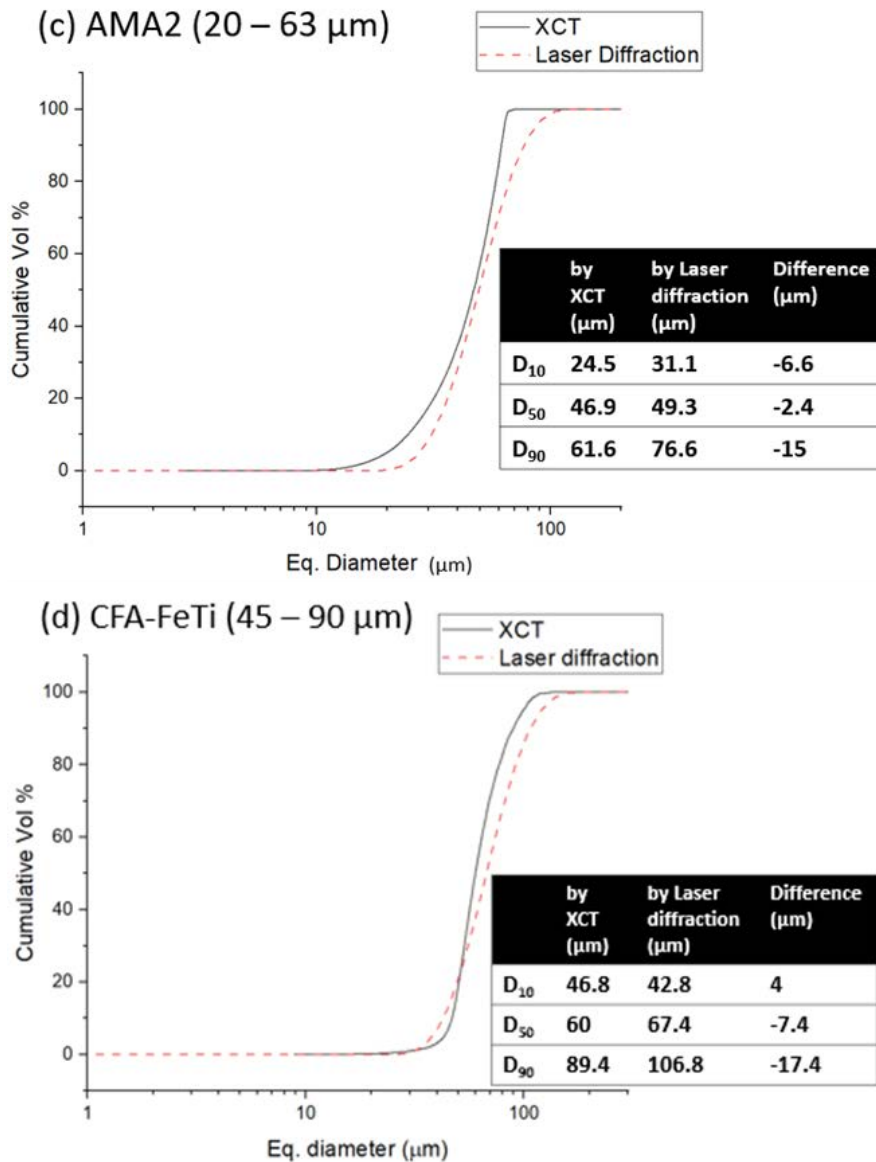 (c) AMA2 (20 – 63 μm)
XCT
Laser Diffraction
100
80
60
40
20
0
Cumulative Vol %
1
10
100
Eq. Diameter (μm)
by XCT (μm)
by Laser diffraction (μm)
Difference (μm)
D10 24.5 31.1 -6.6
D50 46.9 49.3 -2.4
D90 61.6 76.6 -15
(d) CFA-FeTi (45 – 90 μm)
XCT
Laser diffraction
100
80
60
40
20
0
Cumulative Vol %
1
10
100
Eq. diameter (μm)
by XCT (μm)
by Laser diffraction (μm)
Difference (μm)
D10 46.8 42.8 4
D50 60 67.4 -7.4
D90 89.4 106.8 -17.4